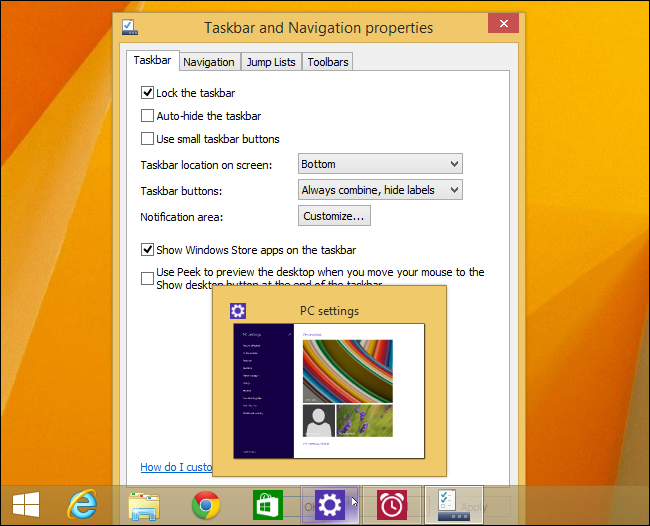 Taskbar and Navigation properties
Taskbar
Navigation
Jump Lists
Toolbars
Lock the taskbar
Auto-hide the taskbar
Use small taskbar buttons
Taskbar location on screen:
Bottom
Taskbar buttons:
Always combine, hide labels
Notification area:
Customize...
Show Windows Store apps on the taskbar
Use Peek to preview the desktop when you move your mouse to the
Show desktop button at the end of the taskbar
PC settings
PC settings
How do I custo
Apply